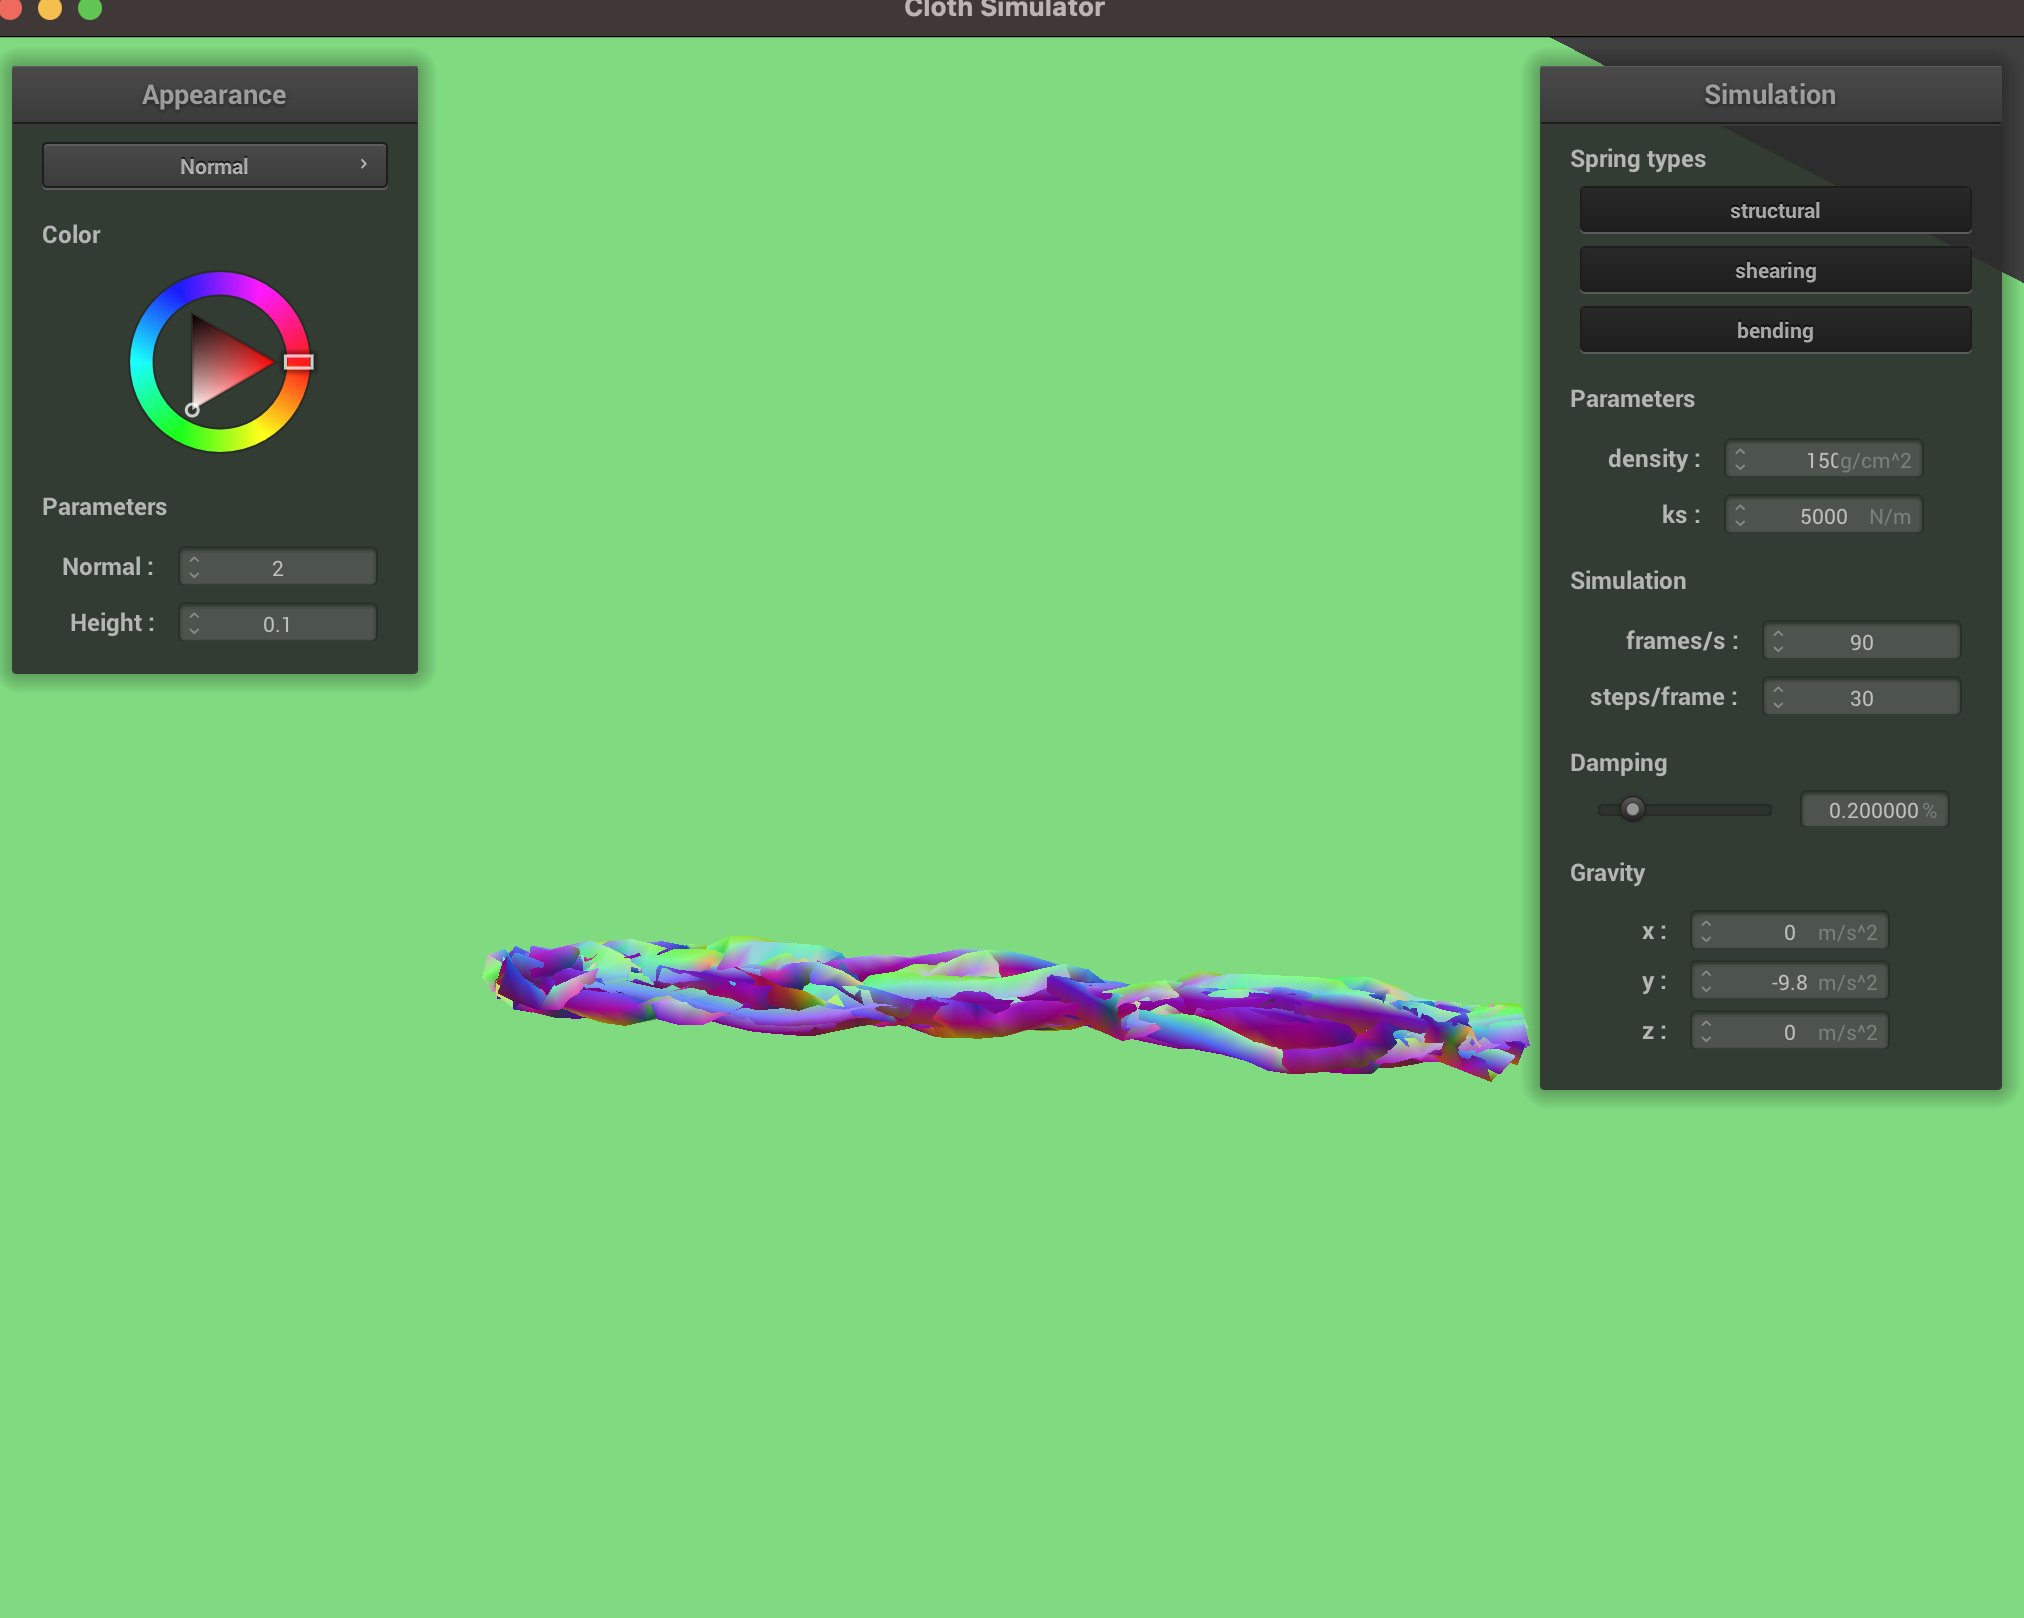 Cloth Simulator
Appearance
Normal
Color
Parameters
Normal : 2
Height : 0.1
Simulation
Spring types
structural
shearing
bending
Parameters
density : 150 g/cm^2
ks : 5000 N/m
Simulation
frames/s : 90
steps/frame : 30
Damping
0.200000 %
Gravity
x : 0 m/s^2
y : -9.8 m/s^2
z : 0 m/s^2